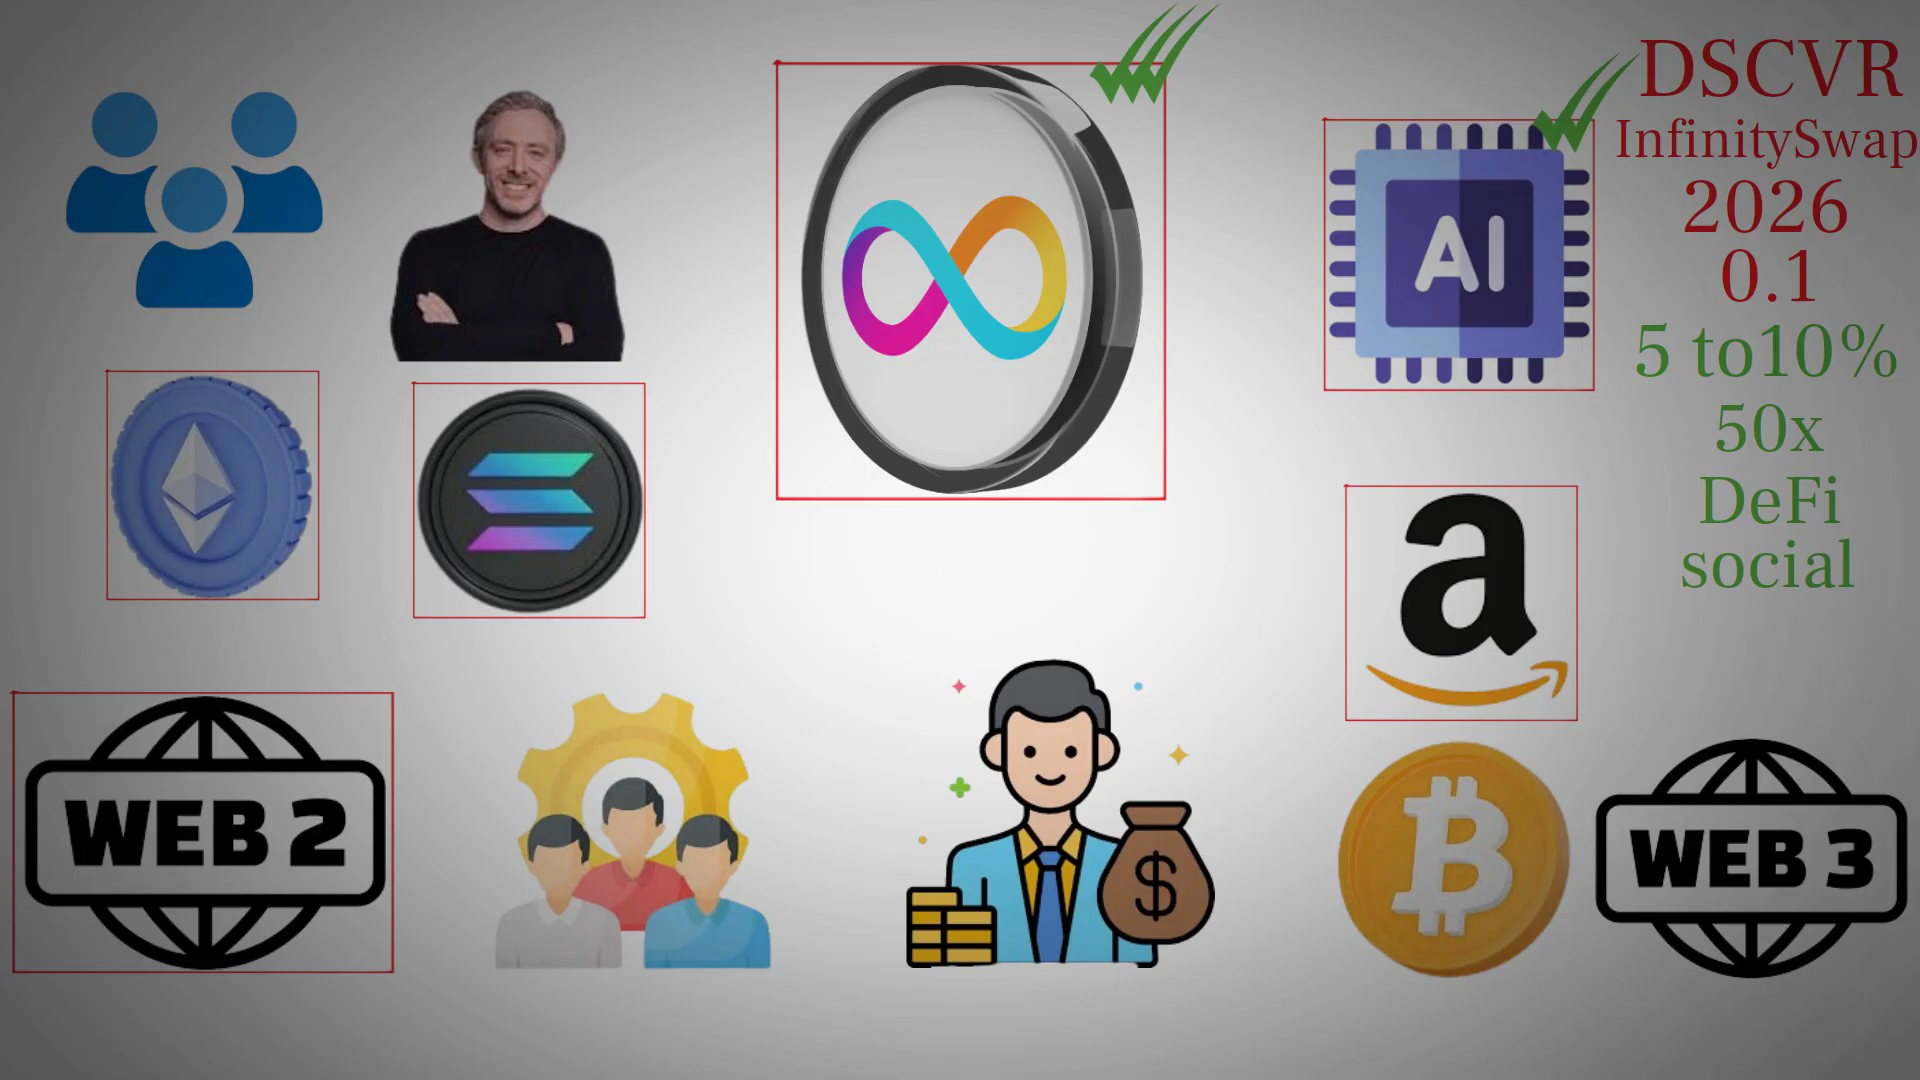 DSCVR
InfinitySwap
2026
0.1
5 to10%
50x
DeFi
social
AI
a
WEB 2
$
B
WEB 3